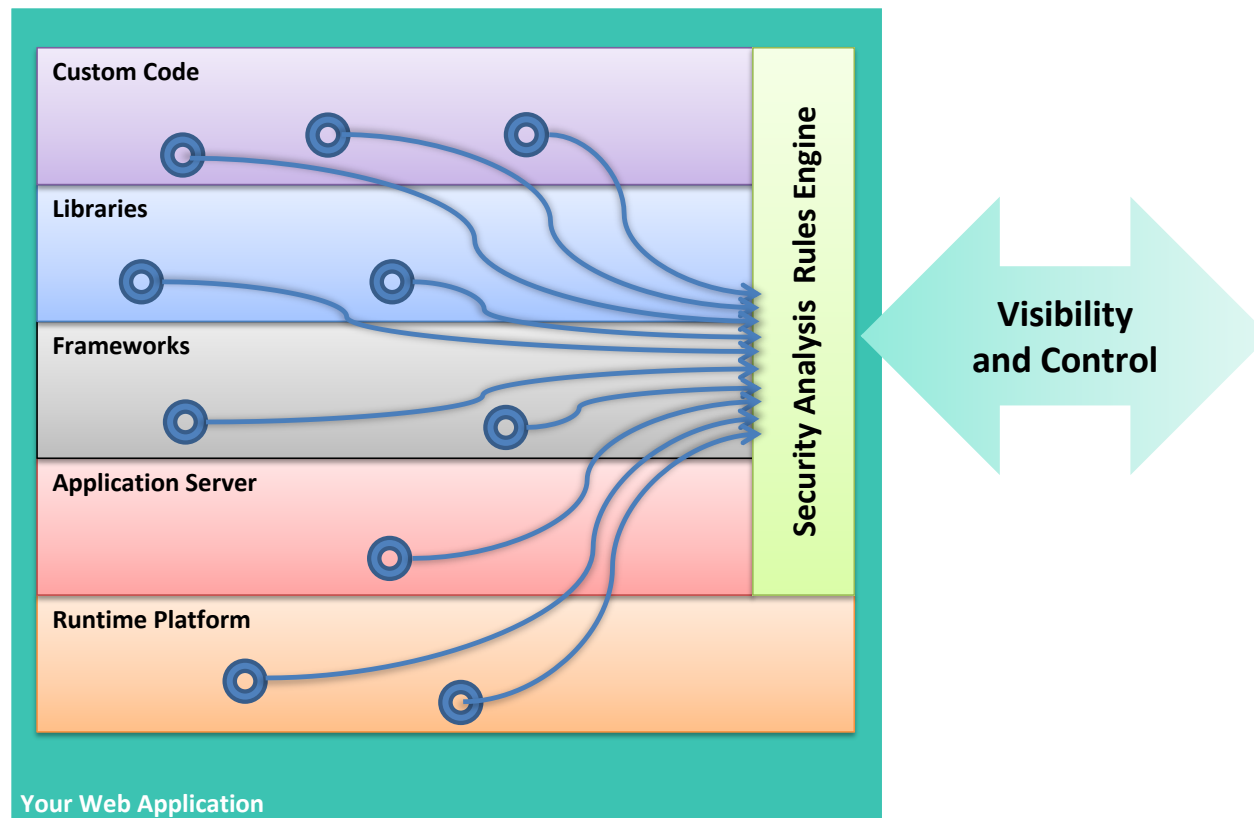 Custom Code
Libraries
Frameworks
Application Server
Runtime Platform
Security Analysis Rules Engine
Visibility
and Control
Your Web Application